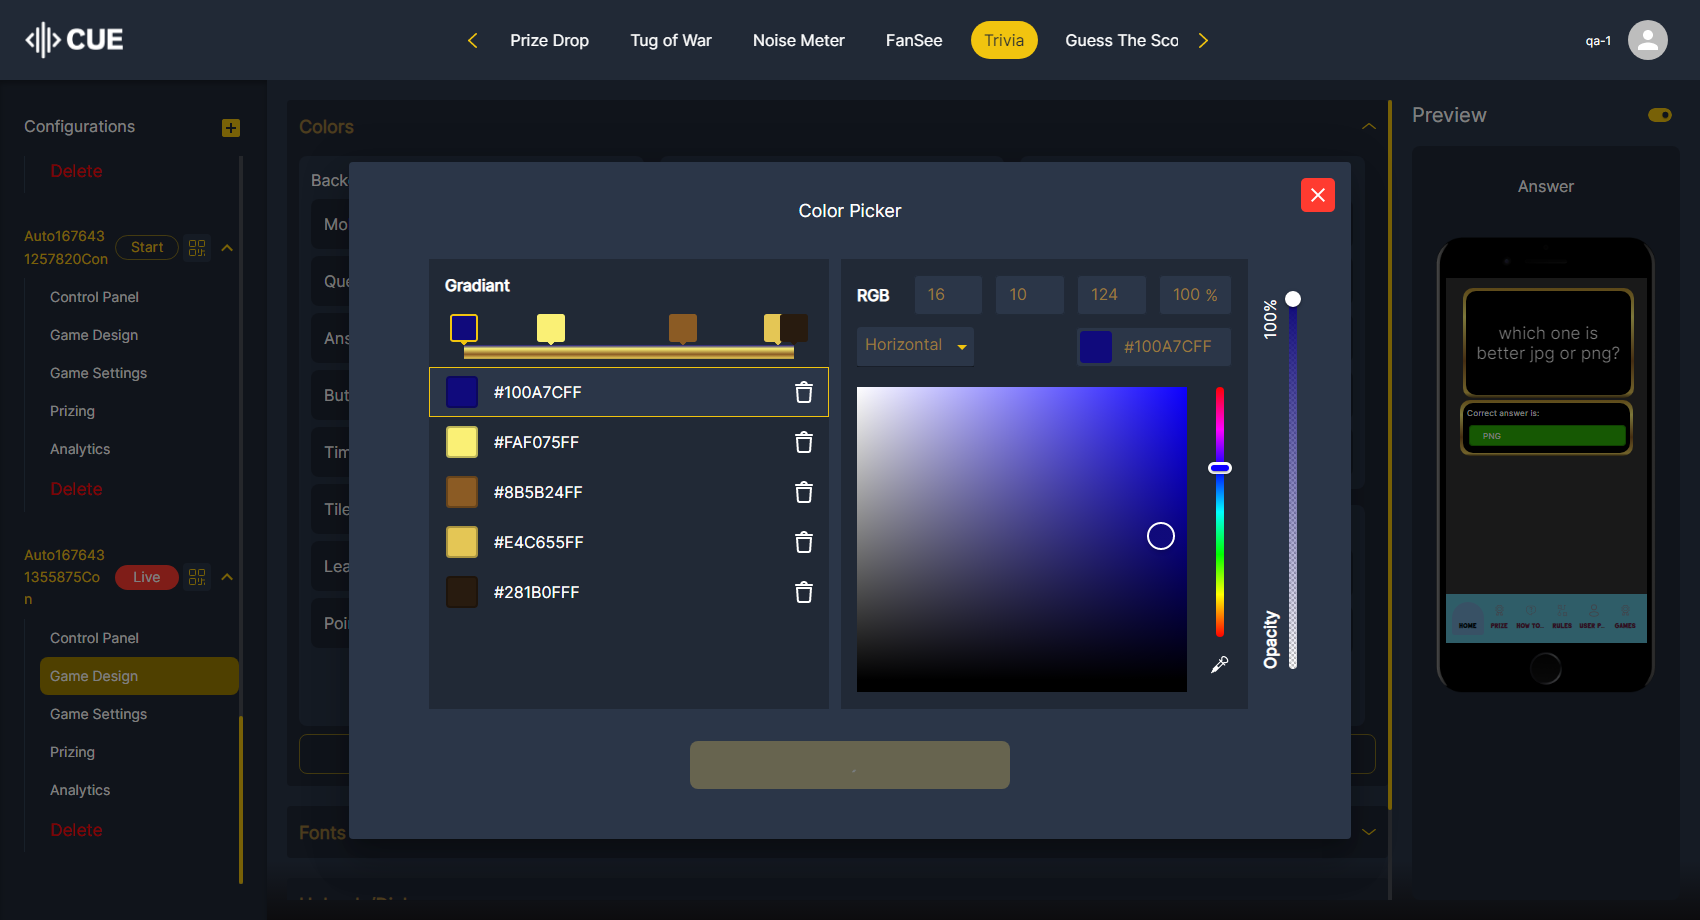 CUE
Prize Drop
Tug of War
Noise Meter
FanSee
Trivia
Guess The Sco
qa-1
Configurations
Delete
Auto167643
1257820Con
Start
Control Panel
Game Design
Game Settings
Prizing
Analytics
Delete
Auto167643
1355875Co
n
Live
Control Panel
Game Design
Game Settings
Prizing
Analytics
Delete
Colors
Back
Mo
Que
Ans
But
Tim
Tile
Lea
Poi
Fonts
Color Picker
Gradiant
#100A7CFF
#FAF075FF
#8B5B24FF
#E4C655FF
#281B0FFF
RGB
16
10
124
100 %
Horizontal
#100A7CFF
100%
Opacity
Preview
Answer
which one is
better jpg or png?
Correct answer is:
PNG
HOME
PRIZE
HOW TO..
RULES
USER P..
GAMES